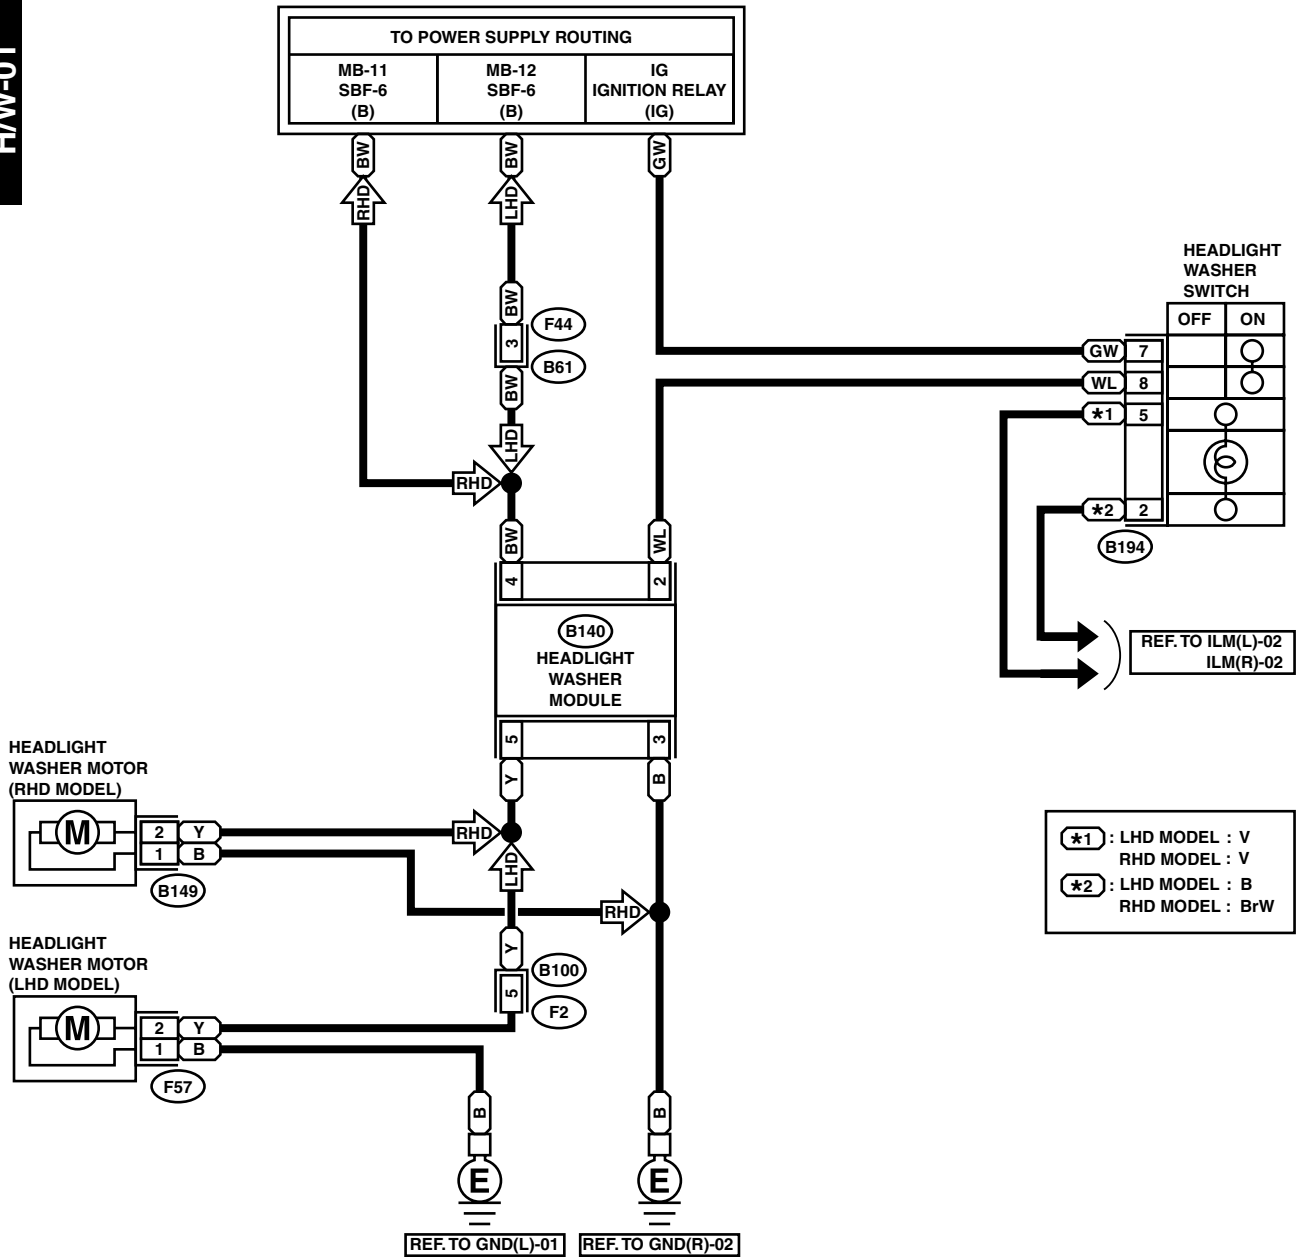 H/W-01
TO POWER SUPPLY ROUTING
MB-11
SBF-6
(B)
MB-12
SBF-6
(B)
IG
IGNITION RELAY
(IG)
BW
BW
GW
RHD
LHD
BW
3
F44
B61
BW
LHD
RHD
BW
WL
HEADLIGHT
WASHER
SWITCH
OFF
ON
GW
7
WL
8
*1
5
*2
2
B194
REF. TO ILM(L)-02
ILM(R)-02
4
2
B140
HEADLIGHT
WASHER
MODULE
5
3
Y
B
HEADLIGHT
WASHER MOTOR
(RHD MODEL)
M
2
Y
1
B
B149
RHD
LHD
RHD
Y
B100
5
F2
HEADLIGHT
WASHER MOTOR
(LHD MODEL)
M
2
Y
1
B
F57
B
B
E
E
REF. TO GND(L)-01
REF. TO GND(R)-02
*1 : LHD MODEL : V
RHD MODEL : V
*2 : LHD MODEL : B
RHD MODEL : BrW